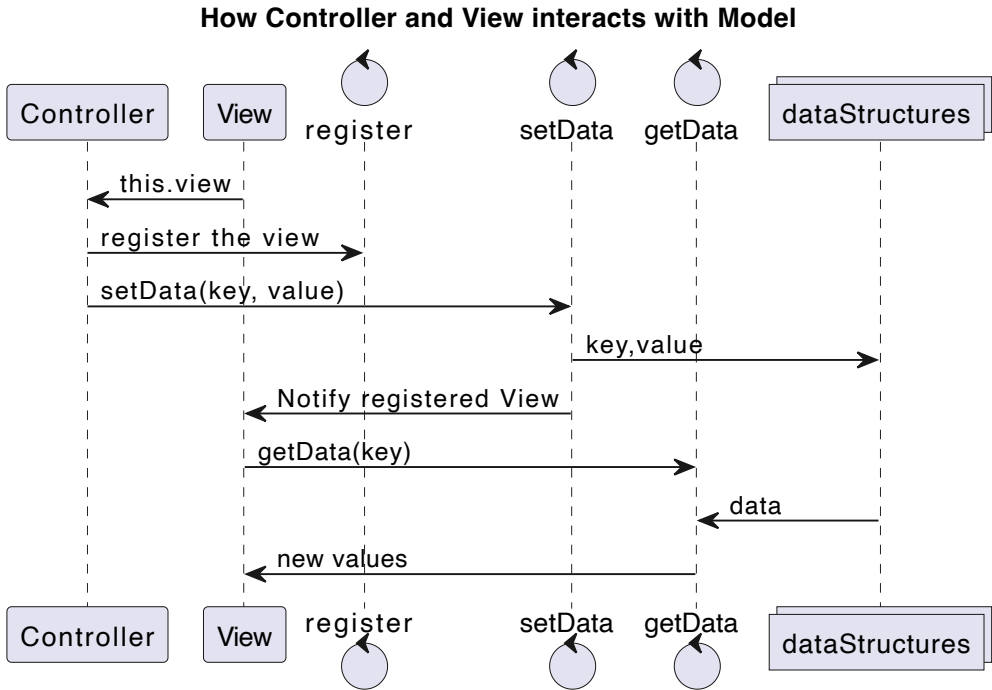 How Controller and View interacts with Model
Controller View register setData getData dataStructures
this.view
register the view
setData(key, value)
key,value
Notify registered View
getData(key)
data
new values
Controller View register setData getData dataStructures